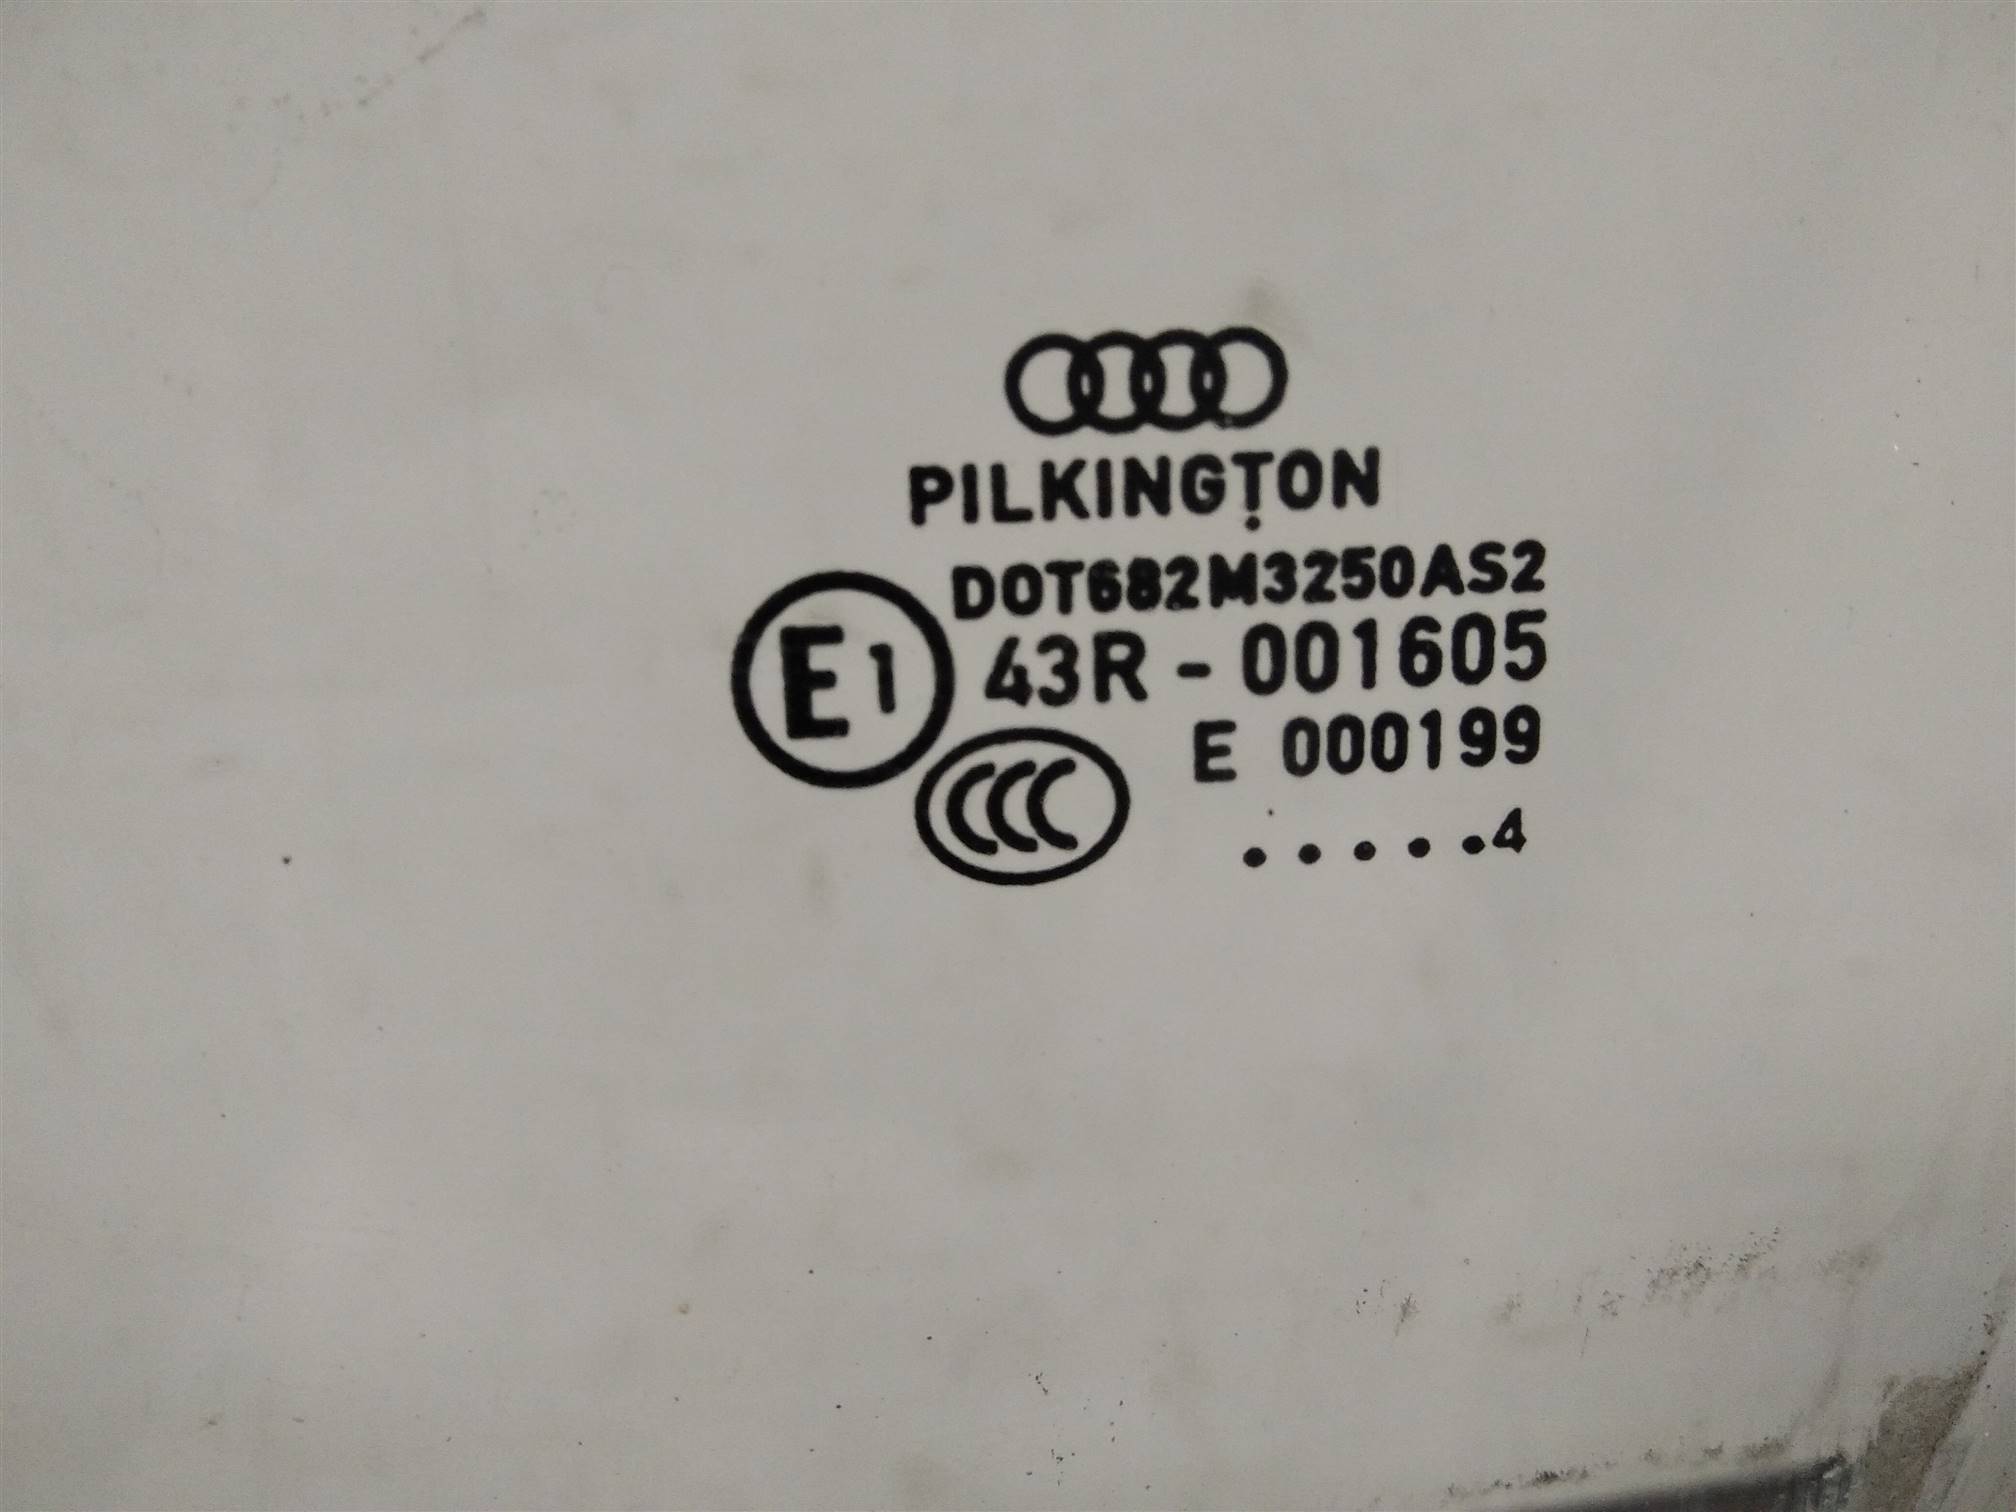 PILKINGTON
DOT682M3250AS2
E1 43R - 001605
CCC E 000199
.....4